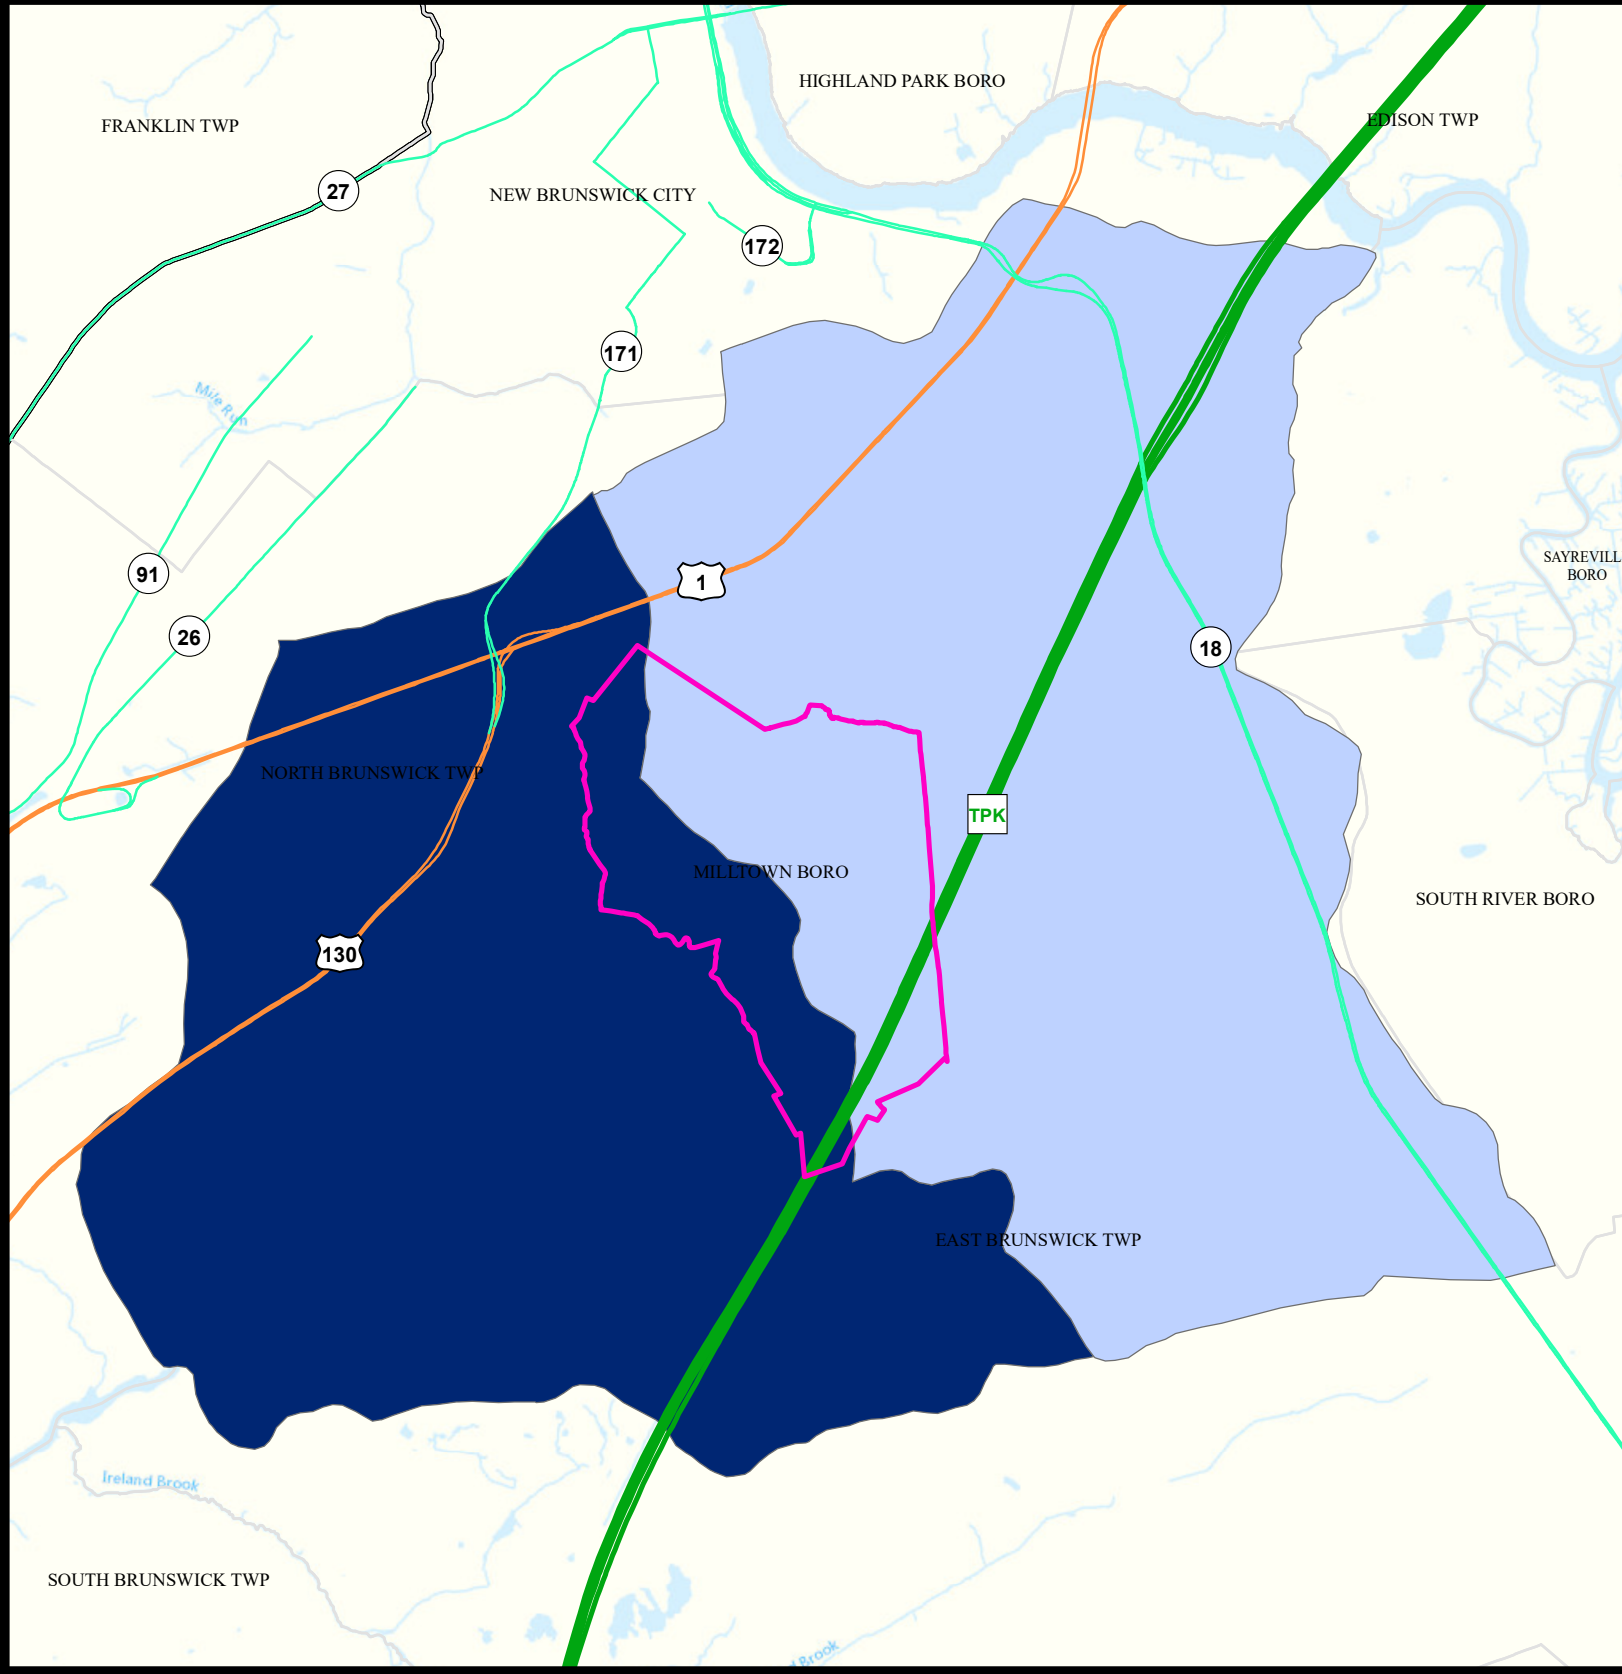 HIGHLAND PARK BORO
EDISON TWP
FRANKLIN TWP
27
NEW BRUNSWICK CITY
172
171
Mile Run
SAYREVILL
BORO
91
1
26
18
NORTH BRUNSWICK TWP
TPK
MILLTOWN BORO
SOUTH RIVER BORO
130
EAST BRUNSWICK TWP
Ireland Brook
SOUTH BRUNSWICK TWP
Brook